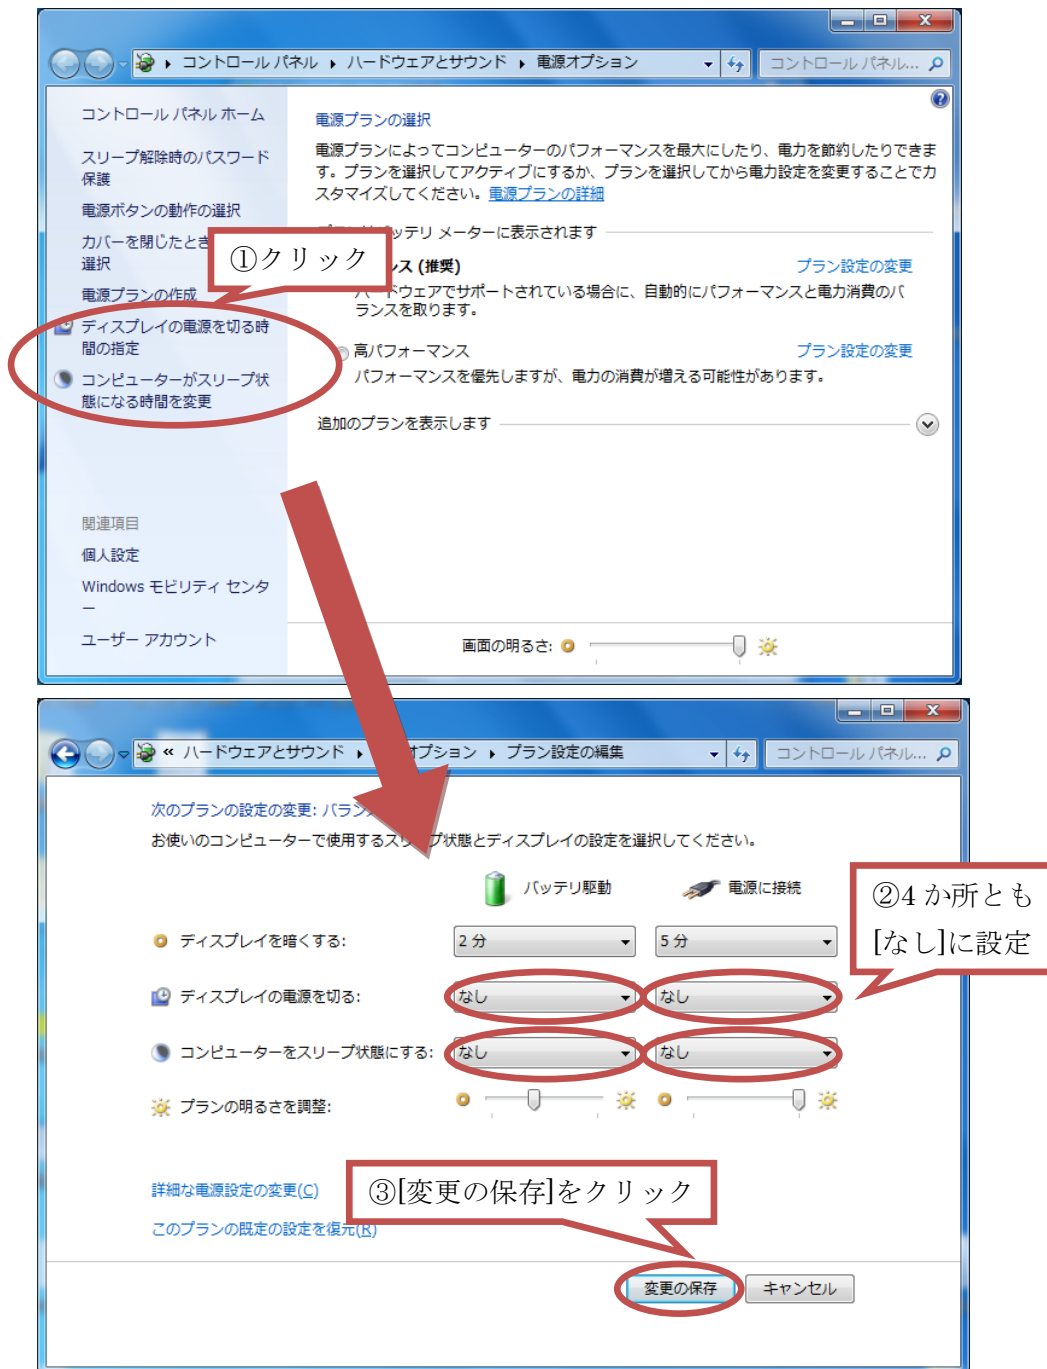 コントロール パネル ▸ ハードウェアとサウンド ▸ 電源オプション
コントロール パネル...
コントロール パネル ホーム
スリープ解除時のパスワード
保護
電源ボタンの動作の選択
カバーを閉じたとき
選択
電源プランの作成
ディスプレイの電源を切る時
間の指定
コンピューターがスリープ状
態になる時間を変更
関連項目
個人設定
Windows モビリティ センタ
ー
ユーザー アカウント
①クリック
電源プランの選択
電源プランによってコンピューターのパフォーマンスを最大にしたり、電力を節約したりできま
す。プランを選択してアクティブにするか、プランを選択してから電力設定を変更することでカ
スタマイズしてください。電源プランの詳細
ッテリ メーターに表示されます
ス (推奨) プラン設定の変更
ハードウェアでサポートされている場合に、自動的にパフォーマンスと電力消費のバ
ランスを取ります。
高パフォーマンス プラン設定の変更
パフォーマンスを優先しますが、電力の消費が増える可能性があります。
追加のプランを表示します
画面の明るさ:
« ハードウェアとサウンド ▸ オプション ▸ プラン設定の編集
コントロール パネル...
次のプランの設定の変更: バラン
お使いのコンピューターで使用するスリープ状態とディスプレイの設定を選択してください。
バッテリ駆動 電源に接続
②4 か所とも
[なし]に設定
ディスプレイを暗くする: 2 分 5 分
ディスプレイの電源を切る: なし なし
コンピューターをスリープ状態にする: なし なし
プランの明るさを調整:
詳細な電源設定の変更(C)
③[変更の保存]をクリック
このプランの既定の設定を復元(R)
変更の保存 キャンセル